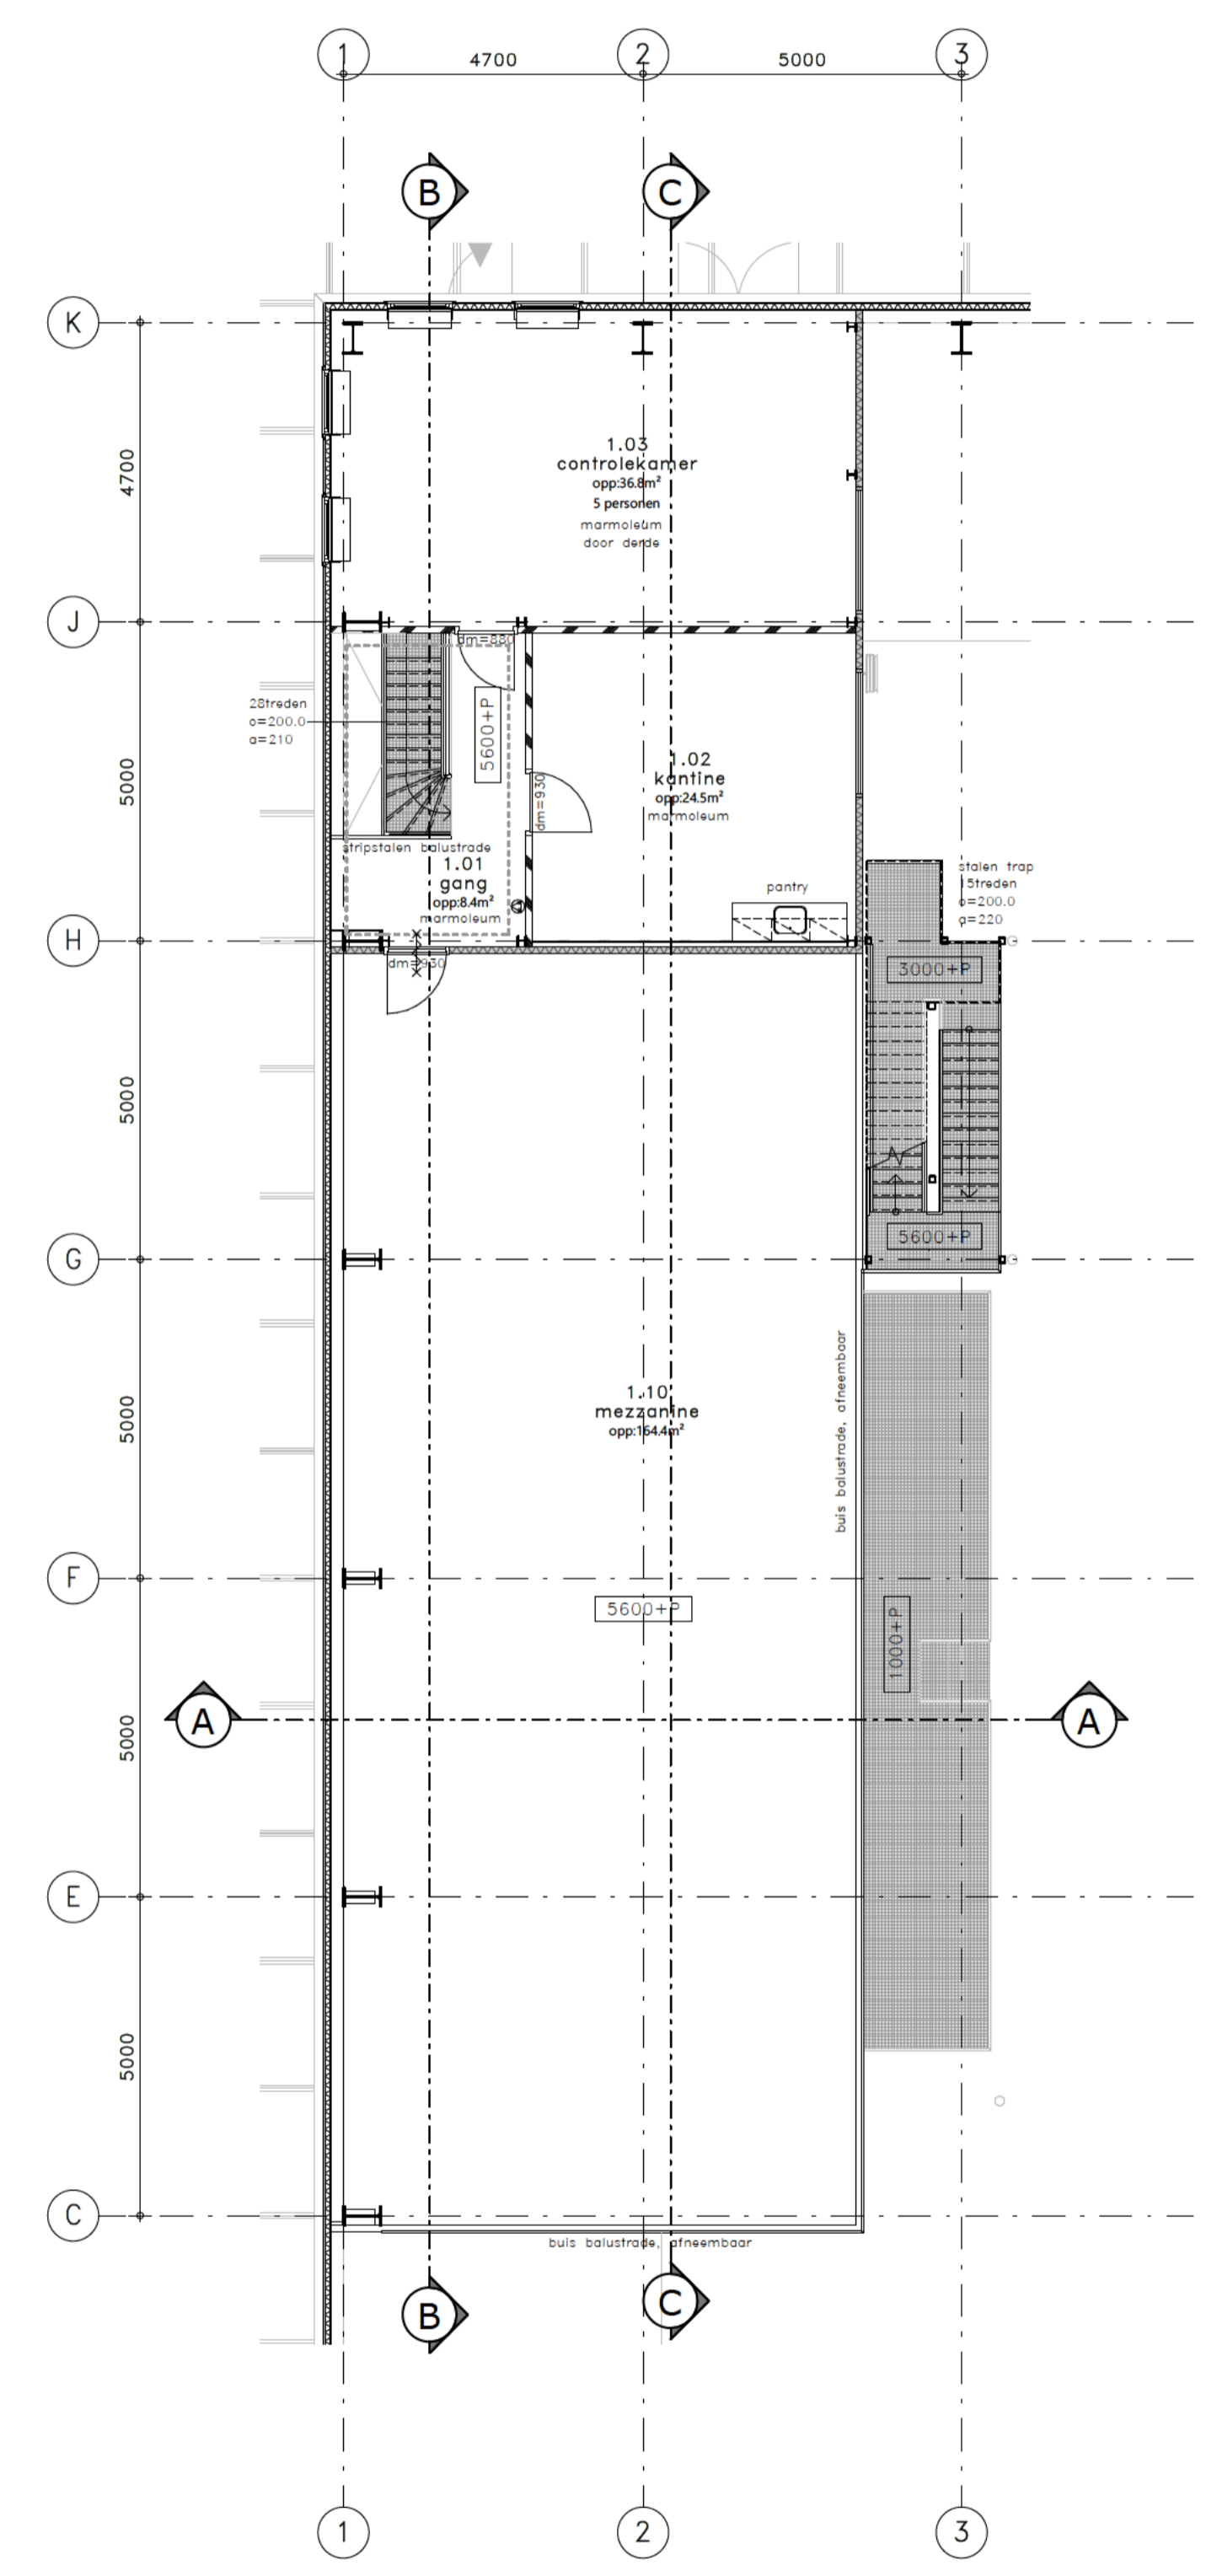 1
4700
2
5000
3
B
C
K
4700
1.03
controlekamer
opp:36.8m²
5 personen
marmoleum
door derde
J
dm=880
28treden
o=200.0
a=210
5600+P
5000
1.02
kantine
opp:24.5m²
marmoleum
dm=930
stripstalen balustrade
1.01
gang
opp:8.4m²
marmoleum
pantry
stalen trap
15treden
o=200.0
a=220
H
dm=930
3000+P
5000
5600+P
G
buis balustrade, afneembaar
5000
1.10
mezzanine
opp:164.4m²
F
5600+P
1000+P
A
A
5000
E
5000
C
buis balustrade, afneembaar
B
C
1
2
3